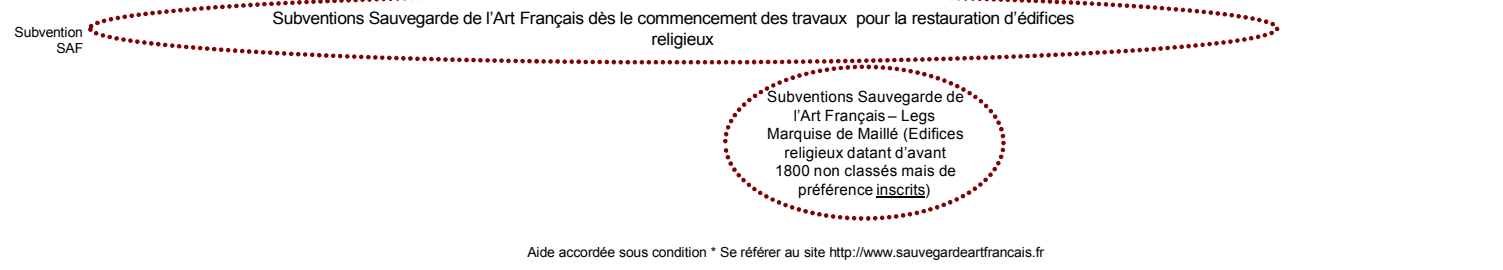 Subventions Sauvegarde de l’Art Français dès le commencement des travaux pour la restauration d’édifices
religieux
Subvention
SAF
Subventions Sauvegarde de
l’Art Français – Legs
Marquise de Maillé (Edifices
religieux datant d’avant
1800 non classés mais de
préférence inscrits)
Aide accordée sous condition * Se référer au site http://www.sauvegardeartfrancais.fr